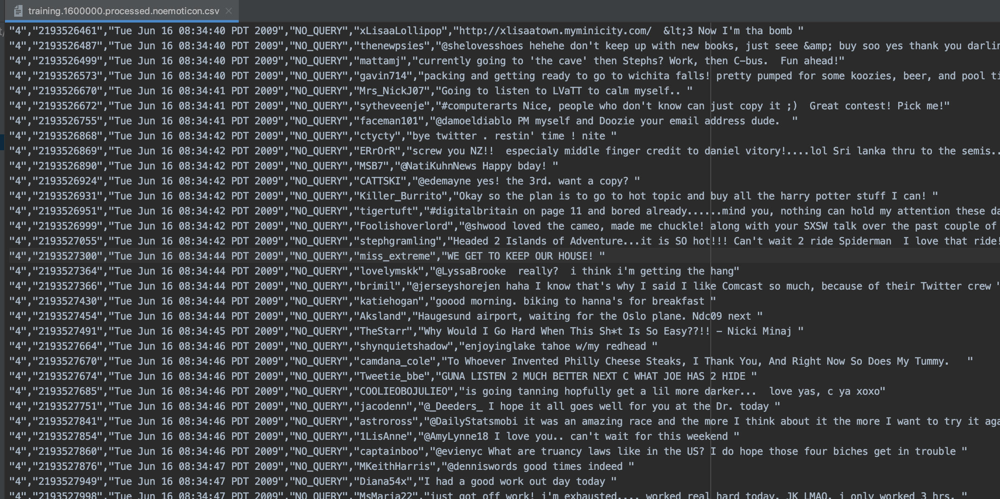 training.1600000.processed.noemoticon.csv
"4","2193526461","Tue Jun 16 08:34:40 PDT 2009","NO_QUERY","xLisaaLollipop","http://xlisaatown.myminicity.com/  &lt;3 Now I'm tha bomb "
"4","2193526487","Tue Jun 16 08:34:40 PDT 2009","NO_QUERY","thenewpsies","@shelovesshoes hehehe don't keep up with new books, just seee &amp; buy soo yes thank you darlin
"4","2193526499","Tue Jun 16 08:34:40 PDT 2009","NO_QUERY","mattamj","currently going to 'the cave' then Stephs? Work, then C-bus.  Fun ahead!"
"4","2193526573","Tue Jun 16 08:34:40 PDT 2009","NO_QUERY","gavin714","packing and getting ready to go to wichita falls! pretty pumped for some koozies, beer, and pool ti
"4","2193526670","Tue Jun 16 08:34:41 PDT 2009","NO_QUERY","Mrs_NickJ07","Going to listen to LVaTT to calm myself.. "
"4","2193526672","Tue Jun 16 08:34:41 PDT 2009","NO_QUERY","sytheveenje","#computerarts Nice, people who don't know can just copy it ;)  Great contest! Pick me!"
"4","2193526755","Tue Jun 16 08:34:41 PDT 2009","NO_QUERY","faceman101","@damoeldiablo PM myself and Doozie your email address dude.  "
"4","2193526868","Tue Jun 16 08:34:42 PDT 2009","NO_QUERY","ctycty","bye twitter . restin' time ! nite "
"4","2193526869","Tue Jun 16 08:34:42 PDT 2009","NO_QUERY","ERrOrR","screw you NZ!!  especialy middle finger credit to daniel vitory!....lol Sri lanka thru to the semis..
"4","2193526890","Tue Jun 16 08:34:42 PDT 2009","NO_QUERY","MSB7","@NatiKuhnNews Happy bday! "
"4","2193526924","Tue Jun 16 08:34:42 PDT 2009","NO_QUERY","CATTSKI","@edemayne yes! the 3rd. want a copy? "
"4","2193526931","Tue Jun 16 08:34:42 PDT 2009","NO_QUERY","Killer_Burrito","Okay so the plan is to go to hot topic and buy all the harry potter stuff I can! "
"4","2193526951","Tue Jun 16 08:34:42 PDT 2009","NO_QUERY","tigertuft","#digitalbritain on page 11 and bored already......mind you, nothing can hold my attention these da
"4","2193526999","Tue Jun 16 08:34:42 PDT 2009","NO_QUERY","Foolishoverlord","@shwood loved the cameo, made me chuckle! along with your SXSW talk over the past couple of
"4","2193527055","Tue Jun 16 08:34:42 PDT 2009","NO_QUERY","stephgramling","Headed 2 Islands of Adventure...it is SO hot!!! Can't wait 2 ride Spiderman  I love that ride!
"4","2193527300","Tue Jun 16 08:34:44 PDT 2009","NO_QUERY","miss_extreme","WE GET TO KEEP OUR HOUSE! "
"4","2193527364","Tue Jun 16 08:34:44 PDT 2009","NO_QUERY","lovelymskk","@LyssaBrooke  really?  i think i'm getting the hang"
"4","2193527366","Tue Jun 16 08:34:44 PDT 2009","NO_QUERY","brimil","@jerseyshorejen haha I know that's why I said I like Comcast so much, because of their Twitter crew "
"4","2193527430","Tue Jun 16 08:34:44 PDT 2009","NO_QUERY","katiehogan","goood morning. biking to hanna's for breakfast "
"4","2193527454","Tue Jun 16 08:34:44 PDT 2009","NO_QUERY","Aksland","Haugesund airport, waiting for the Oslo plane. Ndc09 next "
"4","2193527491","Tue Jun 16 08:34:45 PDT 2009","NO_QUERY","TheStarr","Why Would I Go Hard When This Sh*t Is So Easy??!! - Nicki Minaj "
"4","2193527664","Tue Jun 16 08:34:46 PDT 2009","NO_QUERY","shynquietshadow","enjoyinglake tahoe w/my redhead "
"4","2193527670","Tue Jun 16 08:34:46 PDT 2009","NO_QUERY","camdana_cole","To Whoever Invented Philly Cheese Steaks, I Thank You, And Right Now So Does My Tummy.   "
"4","2193527674","Tue Jun 16 08:34:46 PDT 2009","NO_QUERY","Tweetie_bbe","GUNA LISTEN 2 MUCH BETTER NEXT C WHAT JOE HAS 2 HIDE "
"4","2193527685","Tue Jun 16 08:34:46 PDT 2009","NO_QUERY","COOLIEOBOJULIEO","is going tanning hopfully get a lil more darker...  love yas, c ya xoxo"
"4","2193527751","Tue Jun 16 08:34:46 PDT 2009","NO_QUERY","jacodenn","@_Deeders_ I hope it all goes well for you at the Dr. today "
"4","2193527841","Tue Jun 16 08:34:46 PDT 2009","NO_QUERY","astroross","@DailyStatsmobi it was an amazing race and the more I think about it the more I want to try it aga
"4","2193527854","Tue Jun 16 08:34:46 PDT 2009","NO_QUERY","1LisAnne","@AmyLynne18 I love you.. can't wait for this weekend "
"4","2193527860","Tue Jun 16 08:34:46 PDT 2009","NO_QUERY","captainboo","@evienyc What are truancy laws like in the US? I do hope those four biches get in trouble "
"4","2193527876","Tue Jun 16 08:34:47 PDT 2009","NO_QUERY","MKeithHarris","@denniswords good times indeed "
"4","2193527949","Tue Jun 16 08:34:47 PDT 2009","NO_QUERY","Diana54x","I had a good work out day today "
"4","2193527998","Tue Jun 16 08:34:47 PDT 2009","NO_QUERY","MsMaria22","just got off work! i'm exhausted.... worked real hard today. JK LMAO. i only worked 3 hrs. "